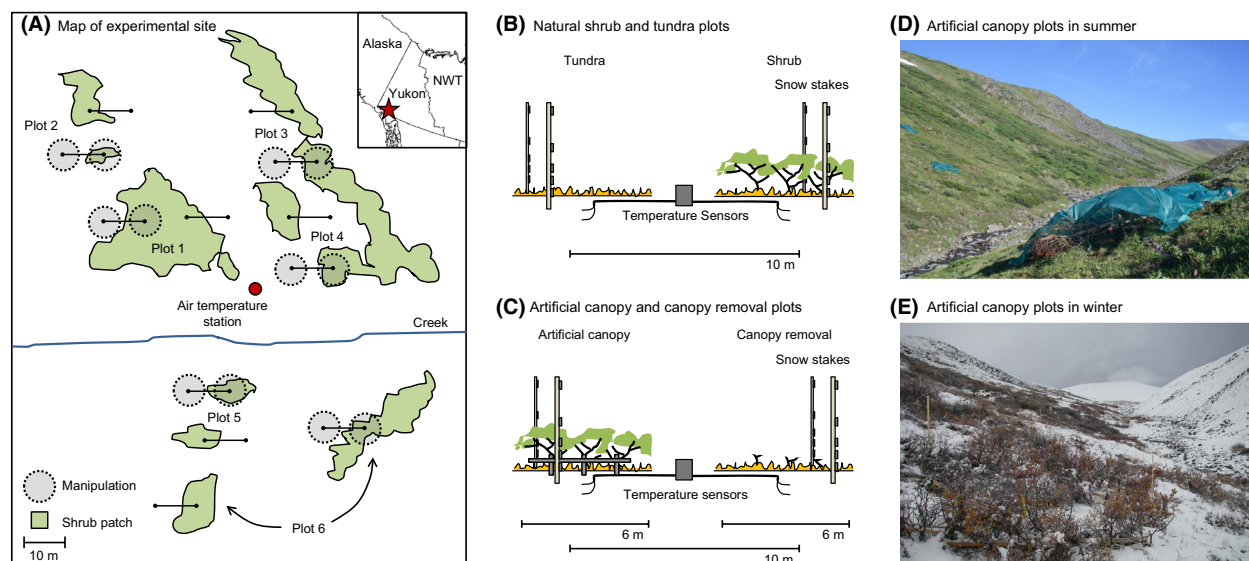 (A) Map of experimental site
Alaska
NWT
Yukon
Plot 2
Plot 3
Plot 1
Plot 4
Air temperature
station
Creek
Plot 5
Manipulation
Shrub patch
Plot 6
10 m
(B) Natural shrub and tundra plots
Tundra
Shrub
Snow stakes
Temperature Sensors
10 m
(C) Artificial canopy and canopy removal plots
Artificial canopy
Canopy removal
Snow stakes
Temperature sensors
6 m
6 m
10 m
(D) Artificial canopy plots in summer
(E) Artificial canopy plots in winter